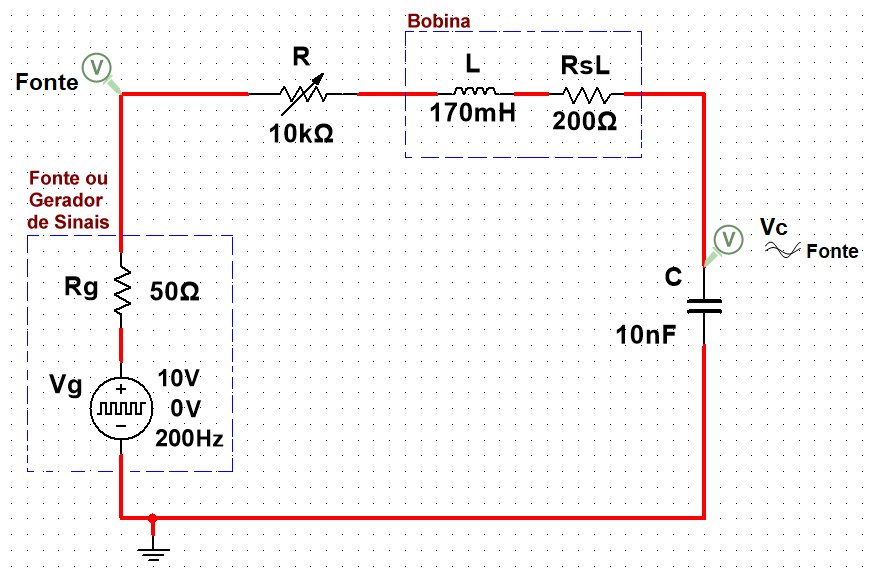 Bobina
V
Fonte
R
10kΩ
L
170mH
RsL
200Ω
Fonte ou
Gerador
de Sinais
V
Vc
Fonte
Rg
50Ω
C
10nF
Vg
10V
0V
200Hz